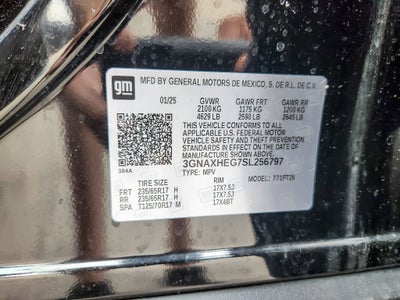 gm
MFD BY GENERAL MOTORS DE MEXICO, S. DE R.L. DE C.V.
01/25 GVWR GAWR FRT GAWR RR
2100 KG 1175 KG 1200 KG
4629 LB 2590 LB 2645 LB
THIS VEHICLE CONFORMS TO ALL
APPLICABLE U.S. FEDERAL MOTOR
VEHICLE SAFETY AND THEFT
PREVENTION STANDARDS IN EFFECT ON
THE DATE OF MANUFACTURE SHOWN ABOVE.
3GNAXHEG7SL256797
384A TYPE: MPV MODEL: 771PT26
TIRE SIZE RIM
FRT 235/65R17 H 17X7.5J
RR 235/65R17 H 17X7.5J
SPA T125/70R17 M 17X4BT